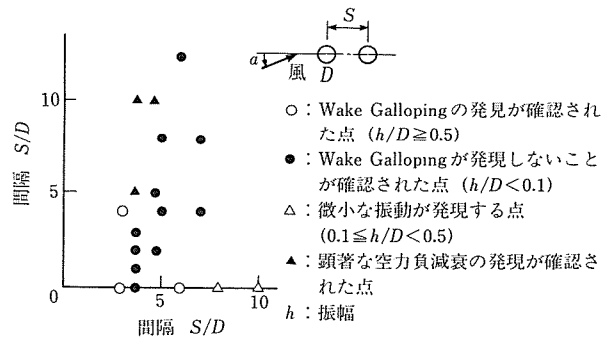 S
a
風 D
間隔 S/D
10
5
0
5
10
間隔 S/D
○：Wake Gallopingの発見が確認され
た点 (h/D≧0.5)
●：Wake Gallopingが発現しないこと
が確認された点 (h/D<0.1)
△：微小な振動が発現する点
(0.1≦h/D<0.5)
▲：顕著な空力負減衰の発現が確認さ
れた点
h：振幅